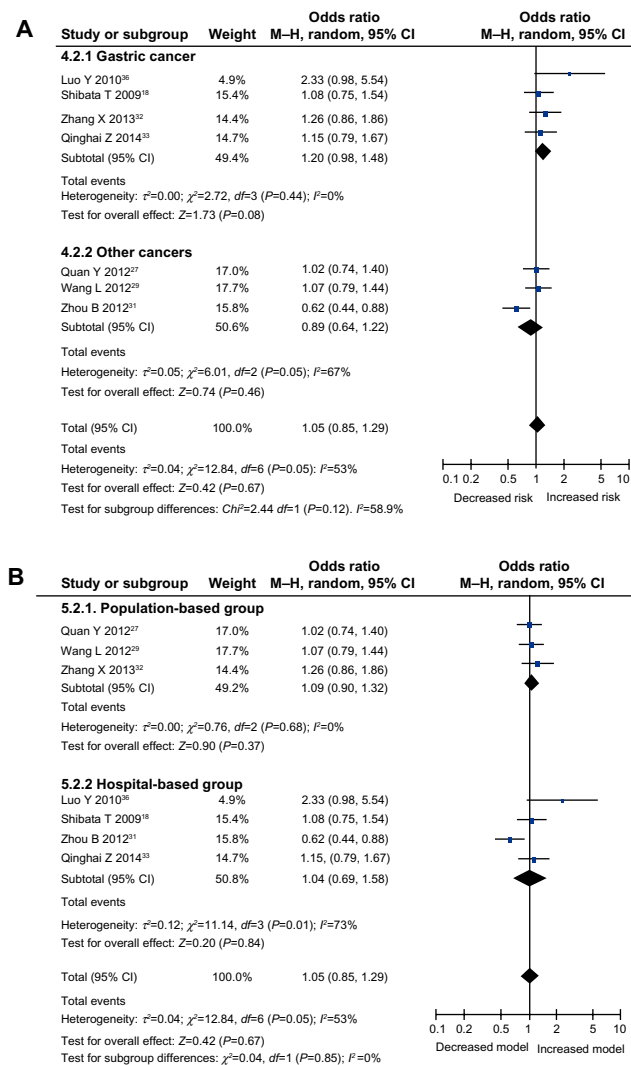 A
Odds ratio Odds ratio
Study or subgroup Weight M–H, random, 95% CI M–H, random, 95% CI
4.2.1 Gastric cancer
Luo Y 2010³⁶ 4.9% 2.33 (0.98, 5.54)
Shibata T 2009¹⁸ 15.4% 1.08 (0.75, 1.54)
Zhang X 2013³² 14.4% 1.26 (0.86, 1.86)
Qinghai Z 2014³³ 14.7% 1.15 (0.79, 1.67)
Subtotal (95% CI) 49.4% 1.20 (0.98, 1.48)
Total events
Heterogeneity: τ²=0.00; χ²=2.72, df=3 (P=0.44); I²=0%
Test for overall effect: Z=1.73 (P=0.08)
4.2.2 Other cancers
Quan Y 2012²⁷ 17.0% 1.02 (0.74, 1.40)
Wang L 2012²⁹ 17.7% 1.07 (0.79, 1.44)
Zhou B 2012³¹ 15.8% 0.62 (0.44, 0.88)
Subtotal (95% CI) 50.6% 0.89 (0.64, 1.22)
Total events
Heterogeneity: τ²=0.05; χ²=6.01, df=2 (P=0.05); I²=67%
Test for overall effect: Z=0.74 (P=0.46)
Total (95% CI) 100.0% 1.05 (0.85, 1.29)
Total events
Heterogeneity: τ²=0.04; χ²=12.84, df=6 (P=0.05): I²=53%
Test for overall effect: Z=0.42 (P=0.67)
Test for subgroup differences: Chi²=2.44 df=1 (P=0.12). I²=58.9%
0.1 0.2 0.5 1 2 5 10
Decreased risk Increased risk
B
Odds ratio Odds ratio
Study or subgroup Weight M–H, random, 95% CI M–H, random, 95% CI
5.2.1. Population-based group
Quan Y 2012²⁷ 17.0% 1.02 (0.74, 1.40)
Wang L 2012²⁹ 17.7% 1.07 (0.79, 1.44)
Zhang X 2013³² 14.4% 1.26 (0.86, 1.86)
Subtotal (95% CI) 49.2% 1.09 (0.90, 1.32)
Total events
Heterogeneity: τ²=0.00; χ²=0.76, df=2 (P=0.68); I²=0%
Test for overall effect: Z=0.90 (P=0.37)
5.2.2 Hospital-based group
Luo Y 2010³⁶ 4.9% 2.33 (0.98, 5.54)
Shibata T 2009¹⁸ 15.4% 1.08 (0.75, 1.54)
Zhou B 2012³¹ 15.8% 0.62 (0.44, 0.88)
Qinghai Z 2014³³ 14.7% 1.15, (0.79, 1.67)
Subtotal (95% CI) 50.8% 1.04 (0.69, 1.58)
Total events
Heterogeneity: τ²=0.12; χ²=11.14, df=3 (P=0.01); I²=73%
Test for overall effect: Z=0.20 (P=0.84)
Total (95% CI) 100.0% 1.05 (0.85, 1.29)
Total events
Heterogeneity: τ²=0.04; χ²=12.84, df=6 (P=0.05); I²=53%
Test for overall effect: Z=0.42 (P=0.67)
Test for subgroup differences: χ²=0.04, df=1 (P=0.85); I²=0%
0.1 0.2 0.5 1 2 5 10
Decreased model Increased model